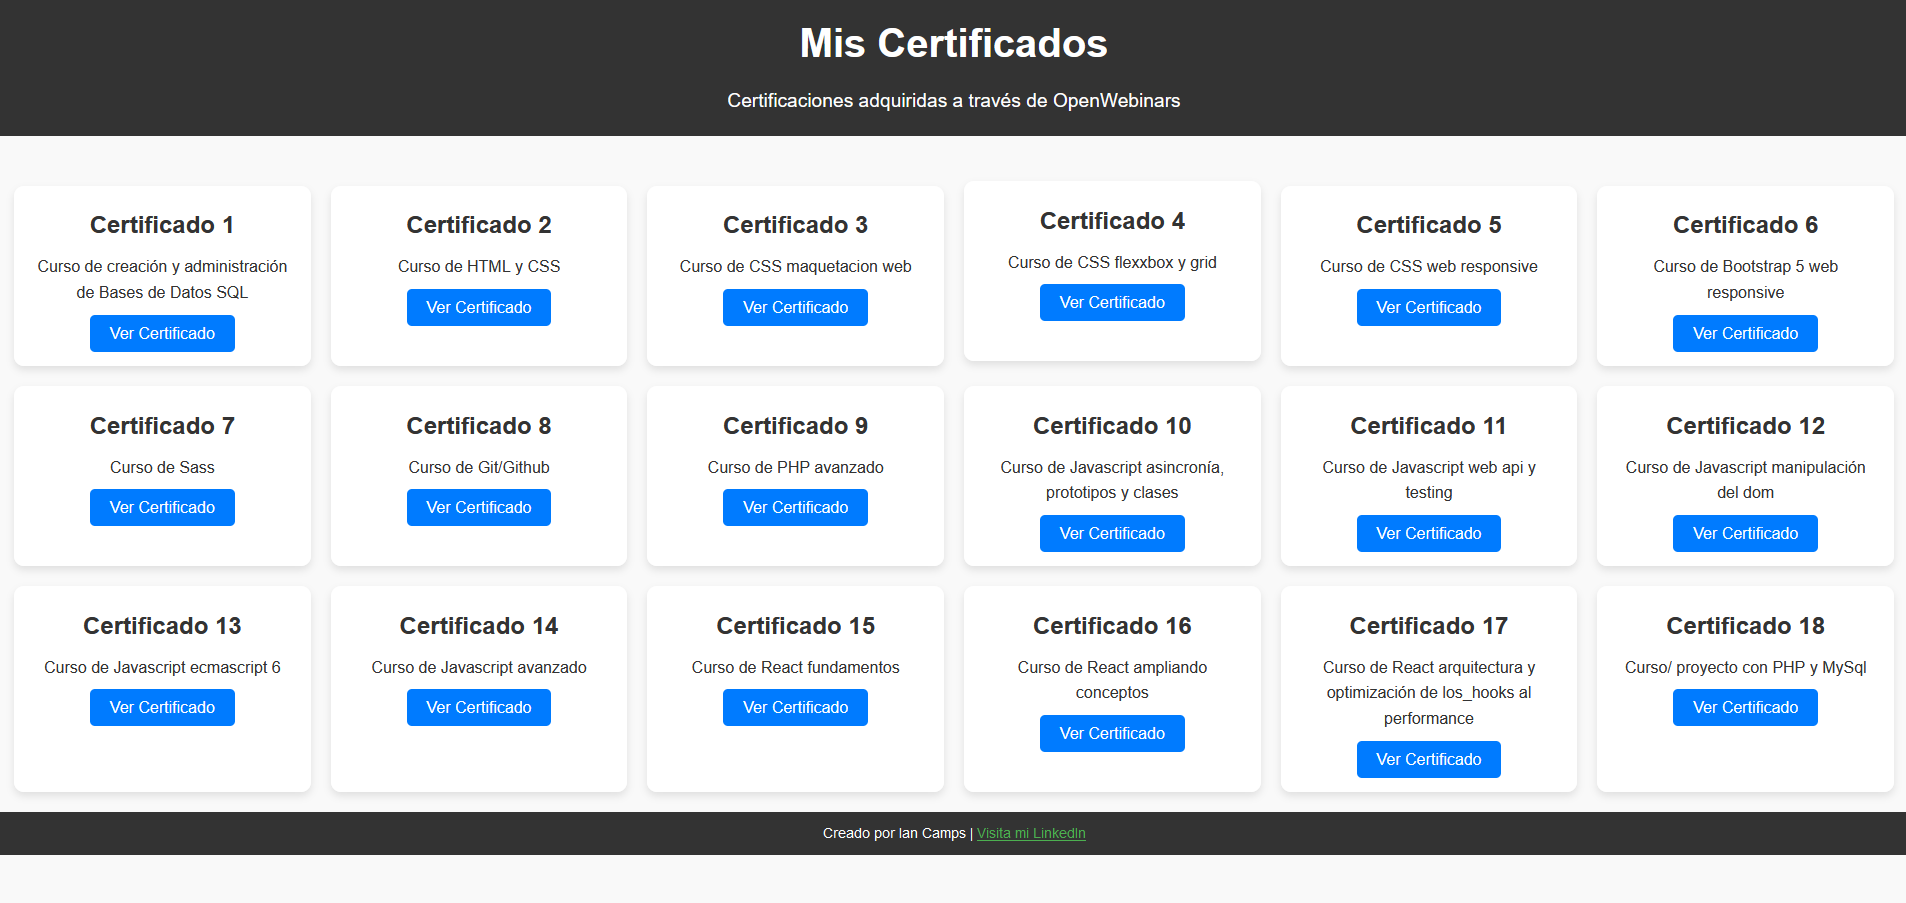 Mis Certificados
Certificaciones adquiridas a través de OpenWebinars
Certificado 1
Curso de creación y administración
de Bases de Datos SQL
Ver Certificado
Certificado 2
Curso de HTML y CSS
Ver Certificado
Certificado 3
Curso de CSS maquetacion web
Ver Certificado
Certificado 4
Curso de CSS flexxbox y grid
Ver Certificado
Certificado 5
Curso de CSS web responsive
Ver Certificado
Certificado 6
Curso de Bootstrap 5 web
responsive
Ver Certificado
Certificado 7
Curso de Sass
Ver Certificado
Certificado 8
Curso de Git/Github
Ver Certificado
Certificado 9
Curso de PHP avanzado
Ver Certificado
Certificado 10
Curso de Javascript asincronía,
prototipos y clases
Ver Certificado
Certificado 11
Curso de Javascript web api y
testing
Ver Certificado
Certificado 12
Curso de Javascript manipulación
del dom
Ver Certificado
Certificado 13
Curso de Javascript ecmascript 6
Ver Certificado
Certificado 14
Curso de Javascript avanzado
Ver Certificado
Certificado 15
Curso de React fundamentos
Ver Certificado
Certificado 16
Curso de React ampliando
conceptos
Ver Certificado
Certificado 17
Curso de React arquitectura y
optimización de los_hooks al
performance
Ver Certificado
Certificado 18
Curso/ proyecto con PHP y MySql
Ver Certificado
Creado por Ian Camps | Visita mi LinkedIn